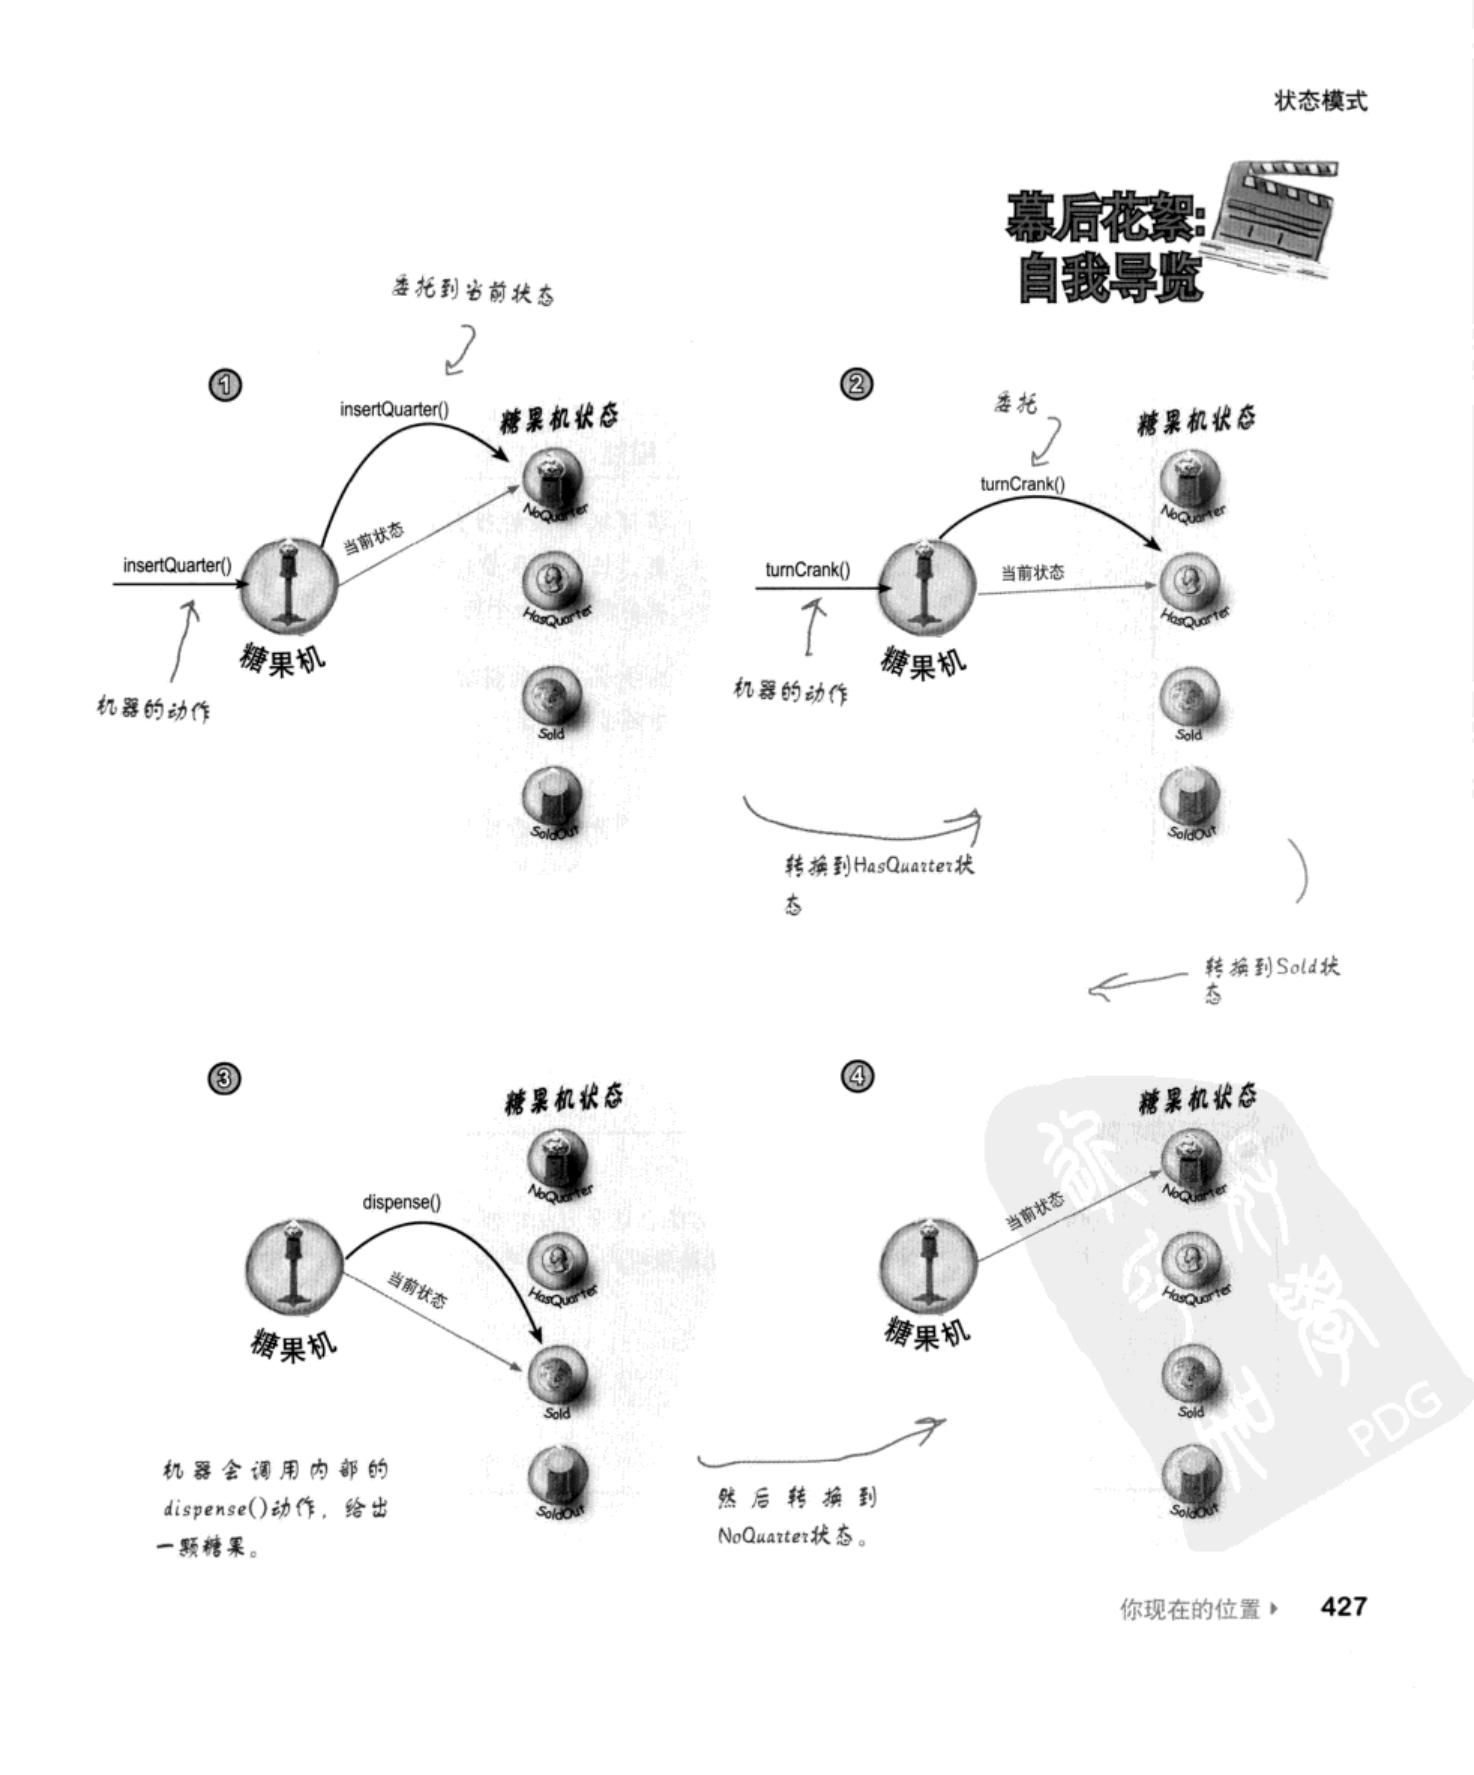 状态模式
幕后花絮:
自我导览
委托到当前状态
①
insertQuarter()
糖果机状态
NoQuarter
当前状态
insertQuarter()
HasQuarter
糖果机
机器的动作
Sold
SoldOut
②
委托
糖果机状态
turnCrank()
NoQuarter
turnCrank()
当前状态
HasQuarter
糖果机
机器的动作
Sold
SoldOut
转换到HasQuarter状
态
转换到Sold状
态
③
糖果机状态
NoQuarter
dispense()
HasQuarter
当前状态
糖果机
Sold
机器会调用内部的
dispense()动作，给出
一颗糖果。
SoldOut
④
糖果机状态
NoQuarter
当前状态
HasQuarter
糖果机
Sold
然后转换到
NoQuarter状态。
SoldOut
PDG
你现在的位置
427